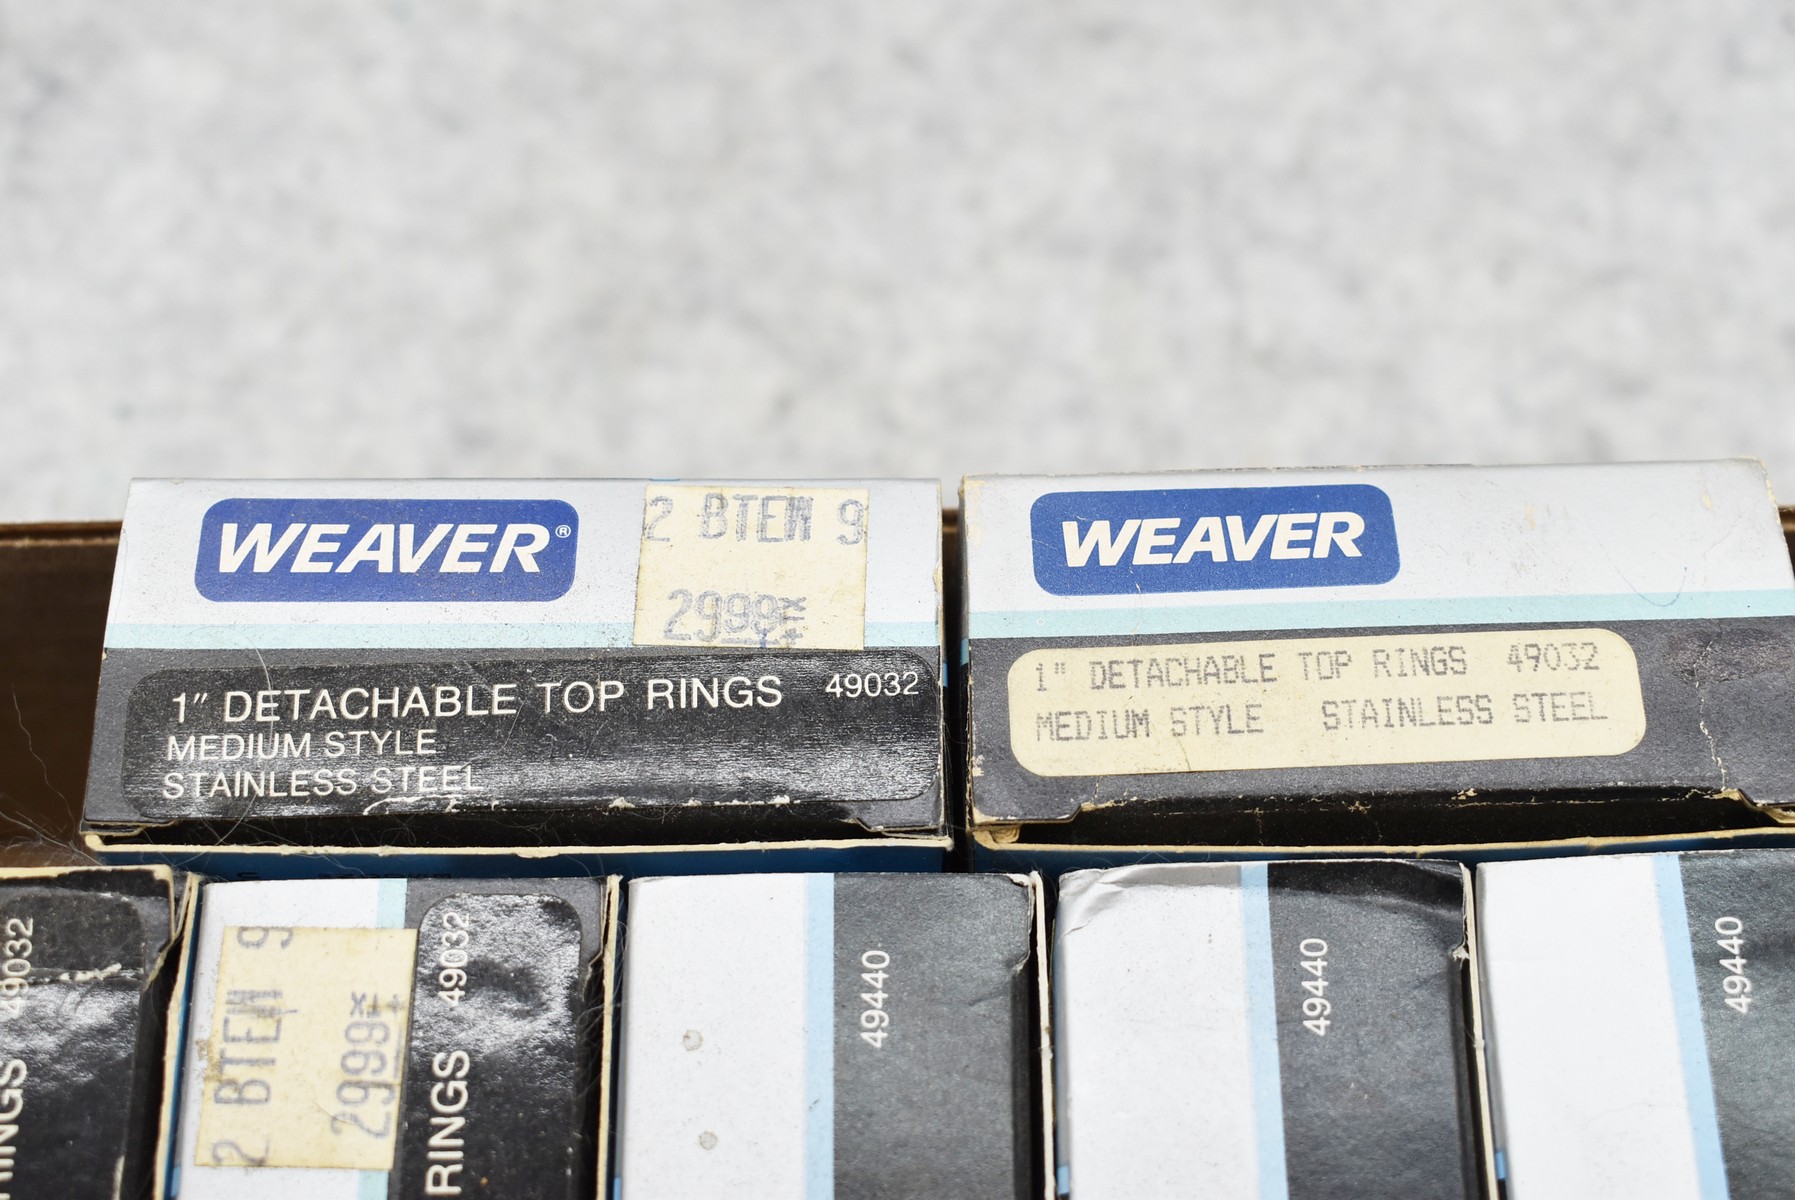 WEAVER®
2 BTEW 9
2999
1" DETACHABLE TOP RINGS 49032
MEDIUM STYLE
STAINLESS STEEL
WEAVER
1" DETACHABLE TOP RINGS 49032
MEDIUM STYLE STAINLESS STEEL
RINGS 49032
2 BTEW 9
2999
RINGS 49032
49440
49440
49440